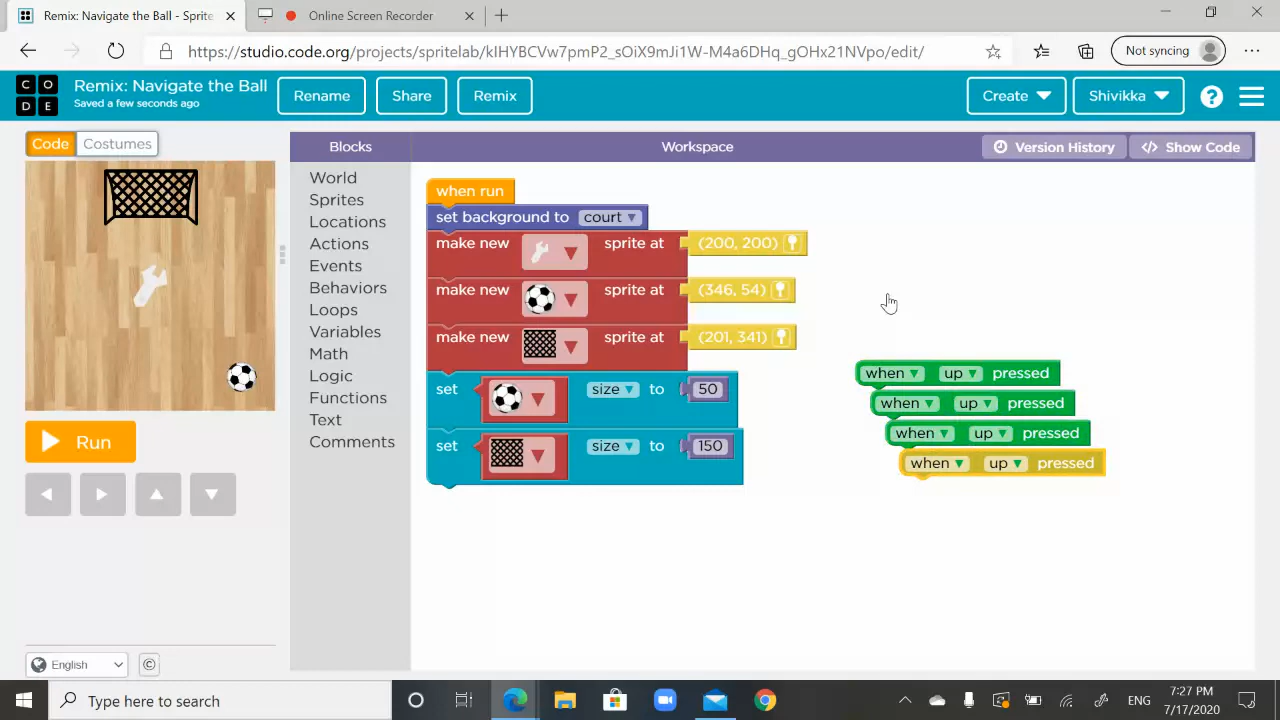 Remix: Navigate the Ball - Sprite
Online Screen Recorder
https://studio.code.org/projects/spritelab/kIHYBCVw7pmP2_sOiX9mJi1W-M4a6DHq_gOHx21NVpo/edit/
Not syncing
C O
D E
Remix: Navigate the Ball
Saved a few seconds ago
Rename
Share
Remix
Create
Shivikka
?
Code
Costumes
Blocks
Workspace
Version History
</> Show Code
World
Sprites
Locations
Actions
Events
Behaviors
Loops
Variables
Math
Logic
Functions
Text
Comments
when run
set background to court
make new sprite at (200, 200)
make new sprite at (346, 54)
make new sprite at (201, 341)
set size to 50
set size to 150
when up pressed
when up pressed
when up pressed
when up pressed
Run
English
©
Type here to search
ENG
7:27 PM
7/17/2020